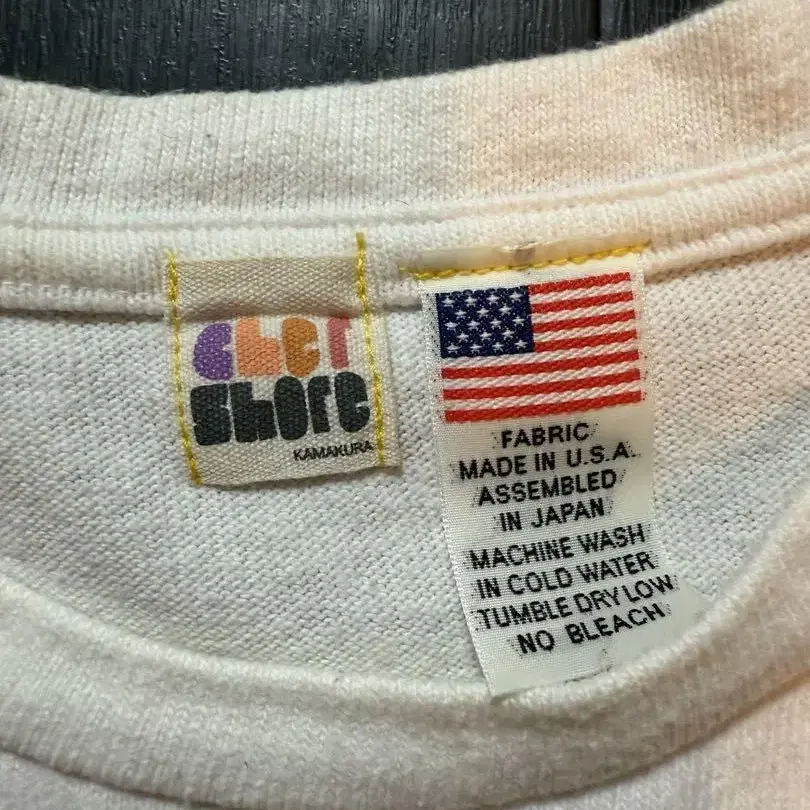 cher
shore
KAMAKURA
FABRIC
MADE IN U.S.A.
ASSEMBLED
IN JAPAN
MACHINE WASH
IN COLD WATER
TUMBLE DRY LOW
NO BLEACH